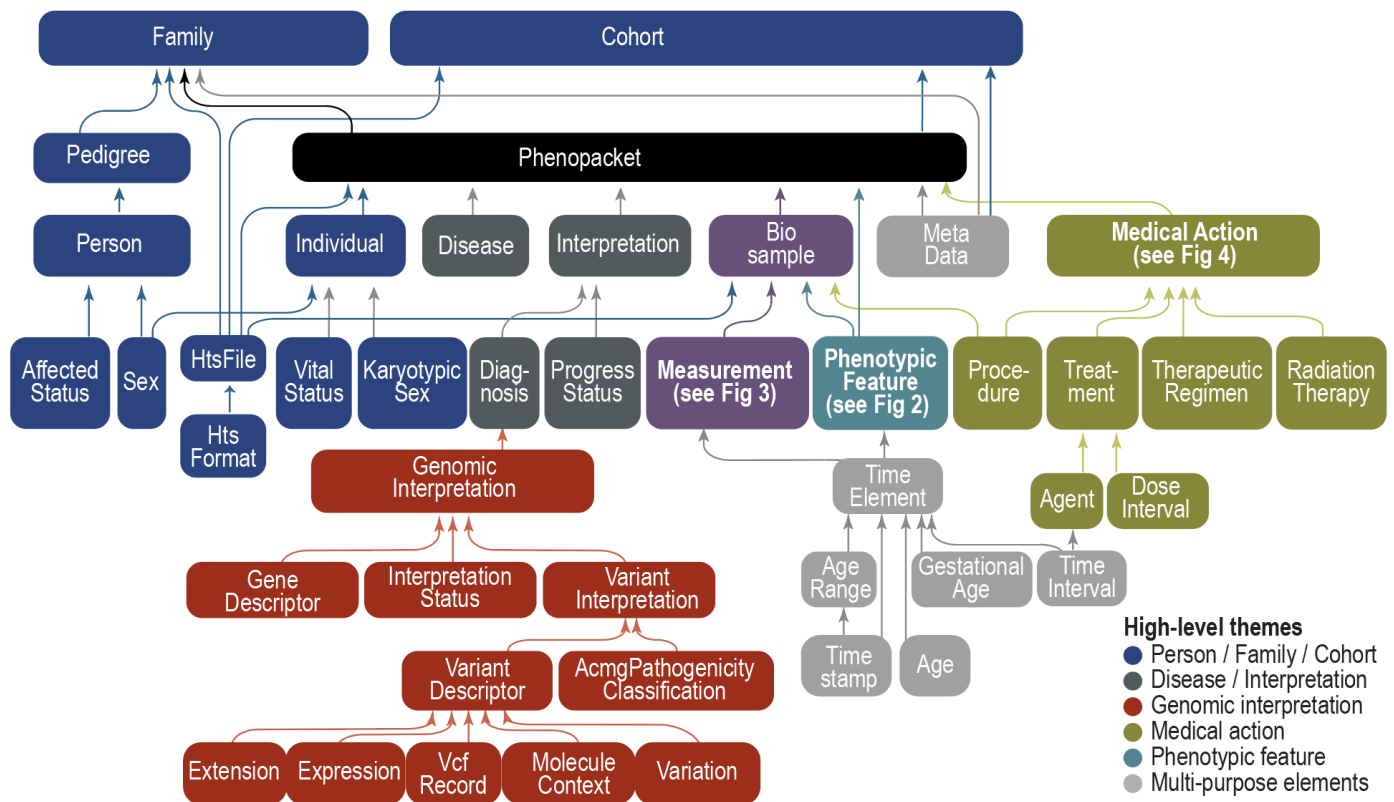 Family
Cohort
Pedigree
Phenopacket
Person
Individual
Disease
Interpretation
Bio
sample
Meta
Data
Medical Action
(see Fig 4)
Affected
Status
Sex
HtsFile
Vital
Status
Karyotypic
Sex
Diag-
nosis
Progress
Status
Measurement
(see Fig 3)
Phenotypic
Feature
(see Fig 2)
Proce-
dure
Treat-
ment
Therapeutic
Regimen
Radiation
Therapy
Hts
Format
Genomic
Interpretation
Time
Element
Agent
Dose
Interval
Gene
Descriptor
Interpretation
Status
Variant
Interpretation
Age
Range
Gestational
Age
Time
Interval
Variant
Descriptor
AcmgPathogenicity
Classification
Time
stamp
Age
Extension
Expression
Vcf
Record
Molecule
Context
Variation
High-level themes
Person / Family / Cohort
Disease / Interpretation
Genomic interpretation
Medical action
Phenotypic feature
Multi-purpose elements